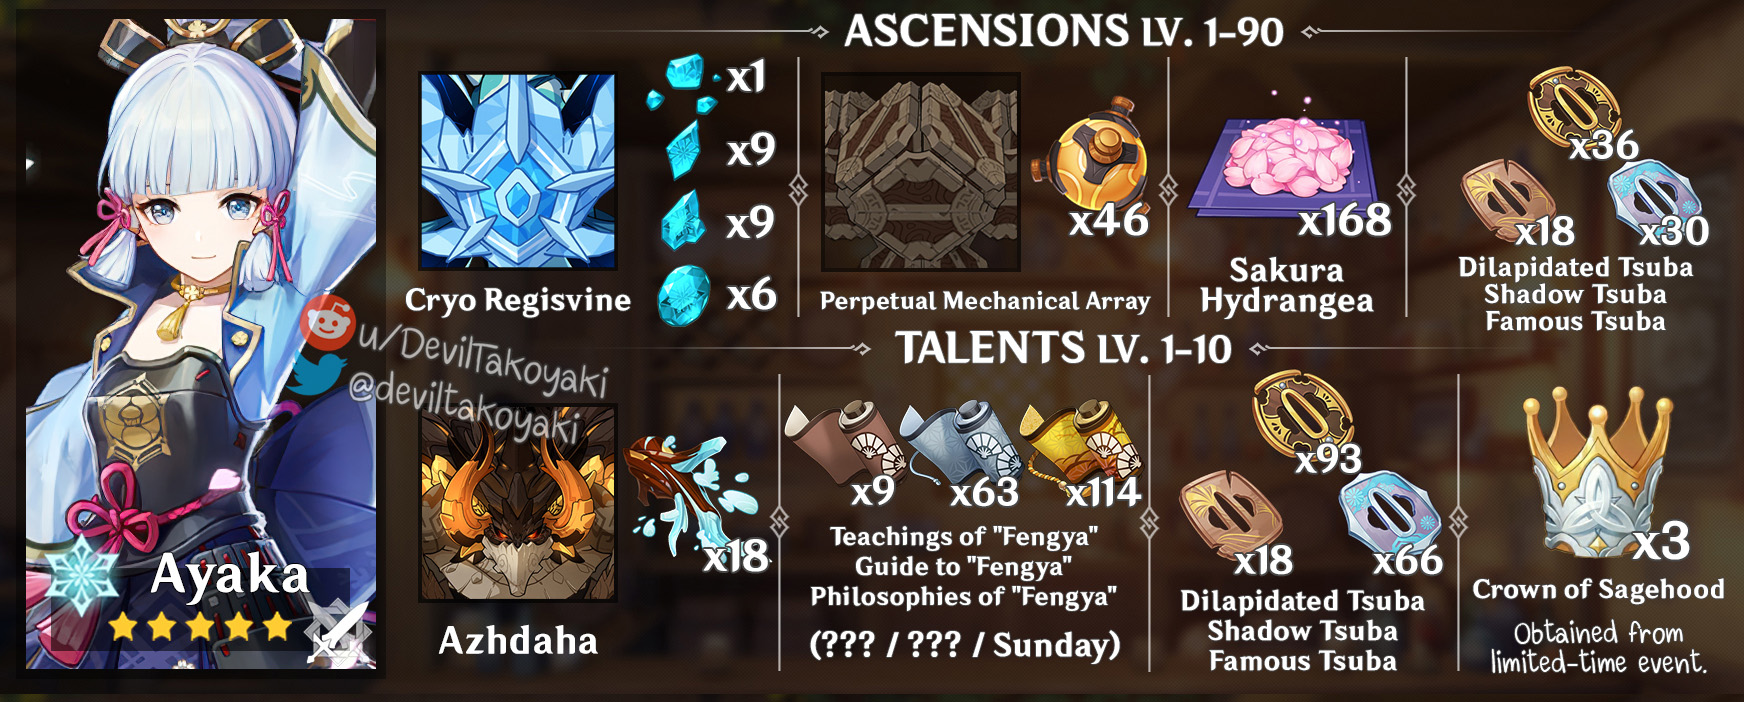 ASCENSIONS LV. 1-90
x1
x9
x9
x6
Cryo Regisvine
x46
Perpetual Mechanical Array
x168
Sakura
Hydrangea
x36
x18
x30
Dilapidated Tsuba
Shadow Tsuba
Famous Tsuba
u/DevilTakoyaki
@deviltakoyaki
TALENTS LV. 1-10
x18
Azhdaha
x9
x63
x114
Teachings of "Fengya"
Guide to "Fengya"
Philosophies of "Fengya"
(??? / ??? / Sunday)
x93
x18
x66
Dilapidated Tsuba
Shadow Tsuba
Famous Tsuba
x3
Crown of Sagehood
Obtained from
limited-time event.
Ayaka